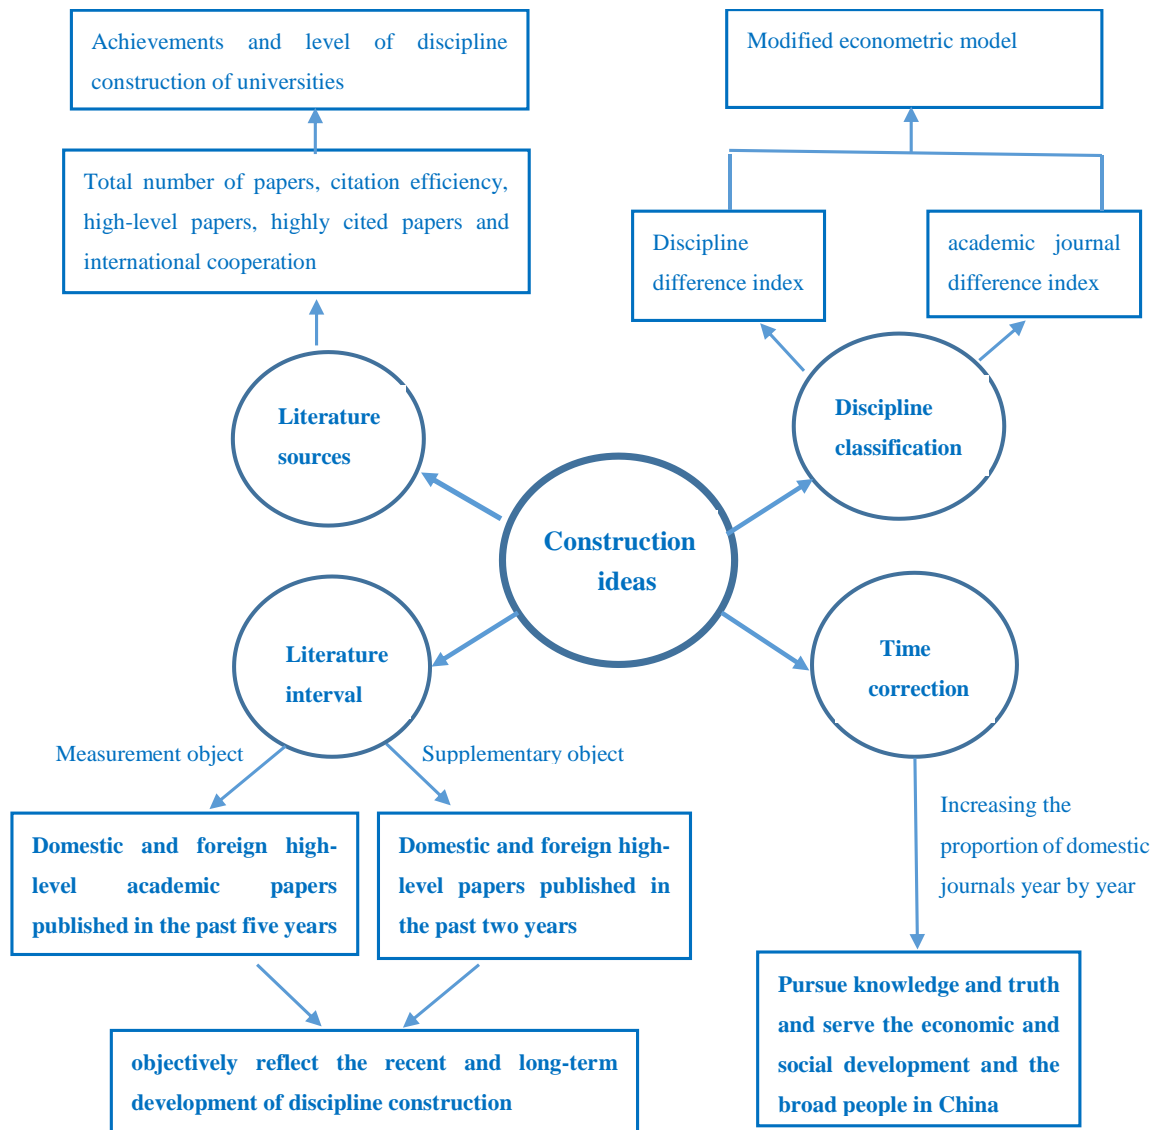 Achievements and level of discipline
construction of universities
Modified econometric model
Total number of papers, citation efficiency,
high-level papers, highly cited papers and
international cooperation
Discipline
difference index
academic journal
difference index
Literature
sources
Discipline
classification
Construction
ideas
Literature
interval
Time
correction
Measurement object
Supplementary object
Increasing the
proportion of domestic
journals year by year
Domestic and foreign high-
level academic papers
published in the past five years
Domestic and foreign high-
level papers published in
the past two years
Pursue knowledge and truth
and serve the economic and
social development and the
broad people in China
objectively reflect the recent and long-term
development of discipline construction